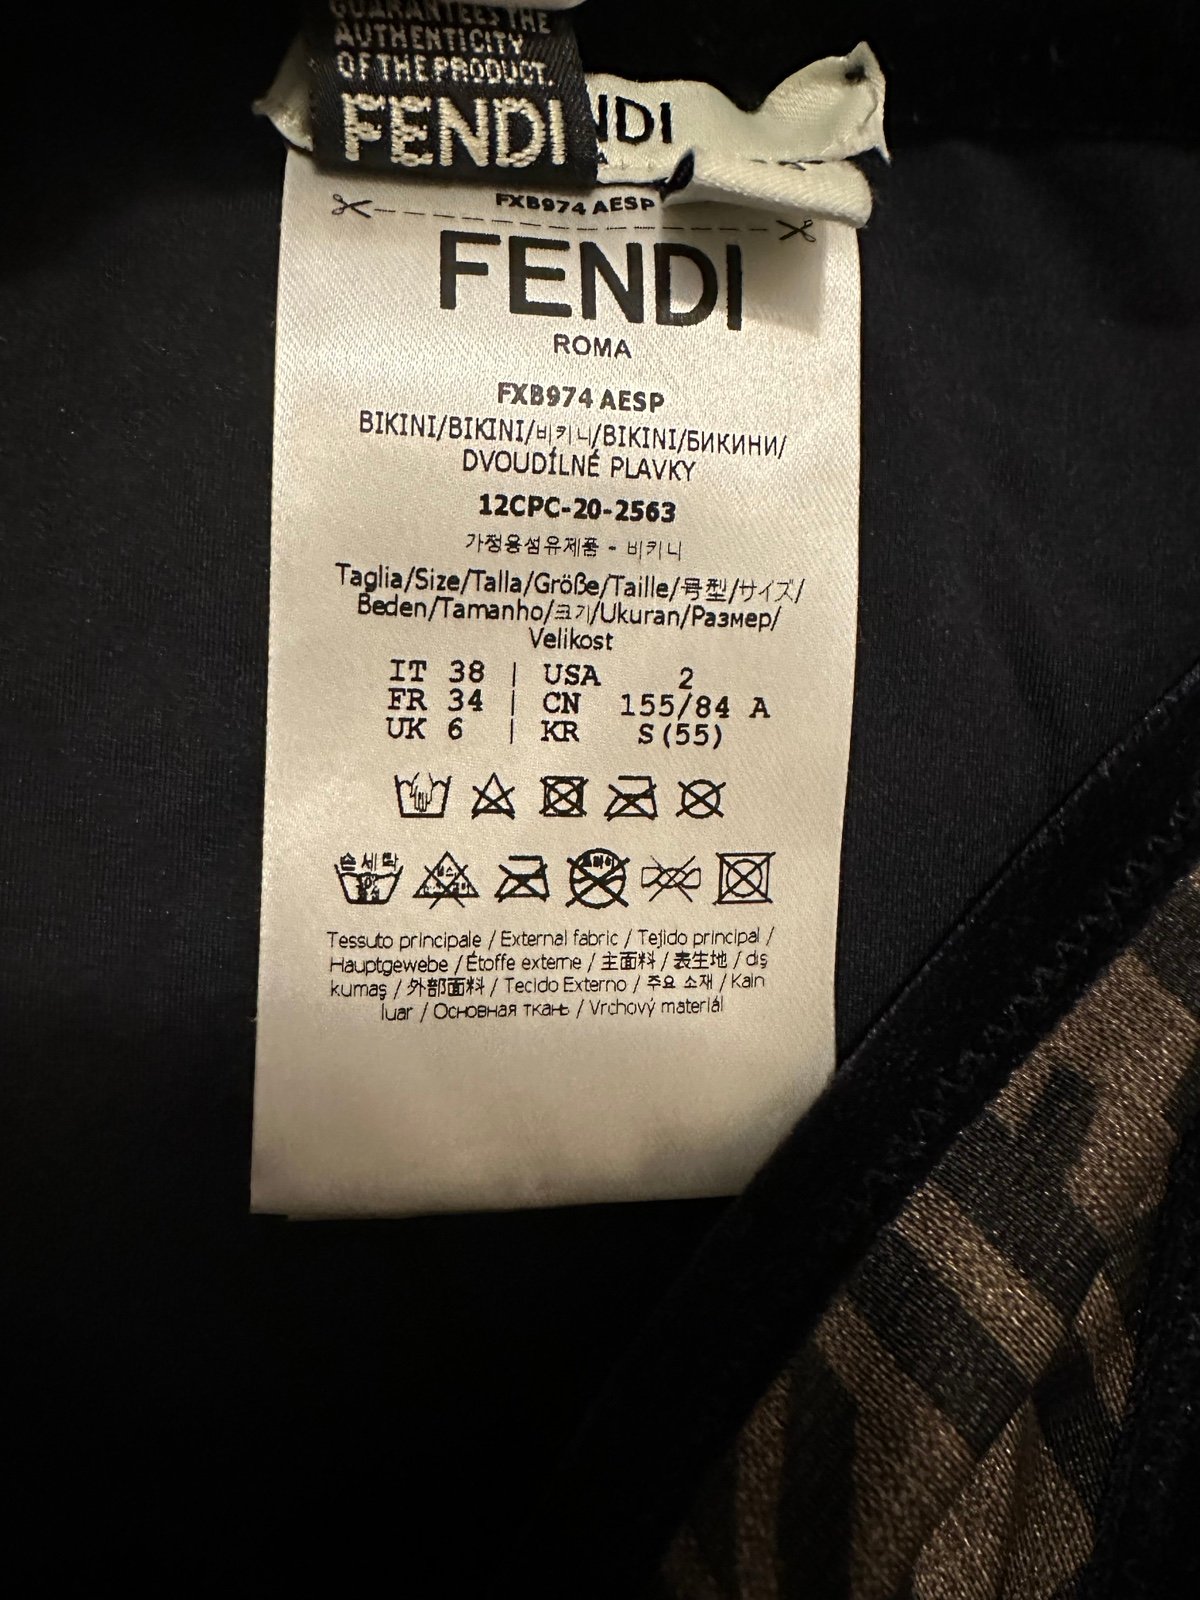 GUARANTEES THE
AUTHENTICITY
OF THE PRODUCT.
FENDI
NDI
FXB974 AESP
FENDI
ROMA
FXB974 AESP
BIKINI/BIKINI/비키니/BIKINI/БИКИНИ/
DVOUDÍLNÉ PLAVKY
12CPC-20-2563
가정용섬유제품 - 비키니
Taglia/Size/Talla/Größe/Taille/号型/サイズ/
Beden/Tamanho/크기/Ukuran/Размер/
Velikost
IT 38 | USA 2
FR 34 | CN 155/84 A
UK 6 | KR S(55)
손세탁
Tessuto principale / External fabric / Tejido principal /
Hauptgewebe / Étoffe externe / 主面料 / 表生地 / dış
kumaş / 外部面料 / Tecido Externo / 주요 소재 / Kain
luar / Основная ткань / Vrchový materiál